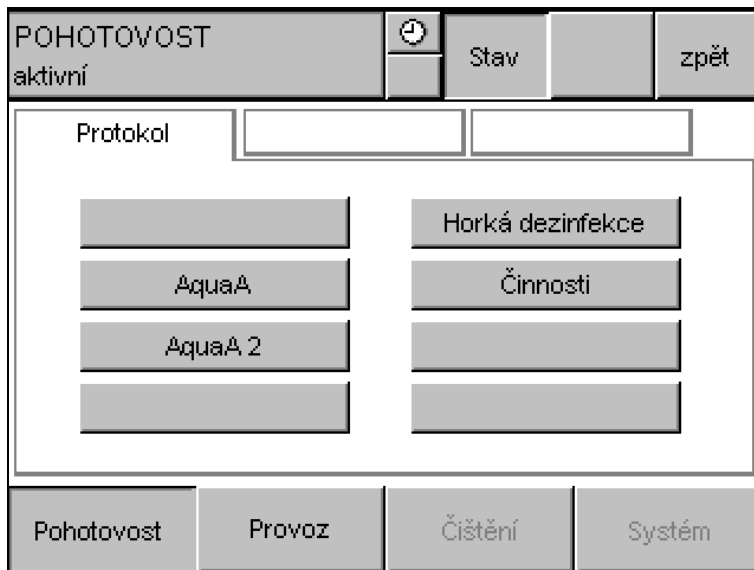 POHOTOVOST
aktivní
Stav
zpět
Protokol
Horká dezinfekce
AquaA
Činnosti
AquaA 2
Pohotovost
Provoz
Čištění
Systém